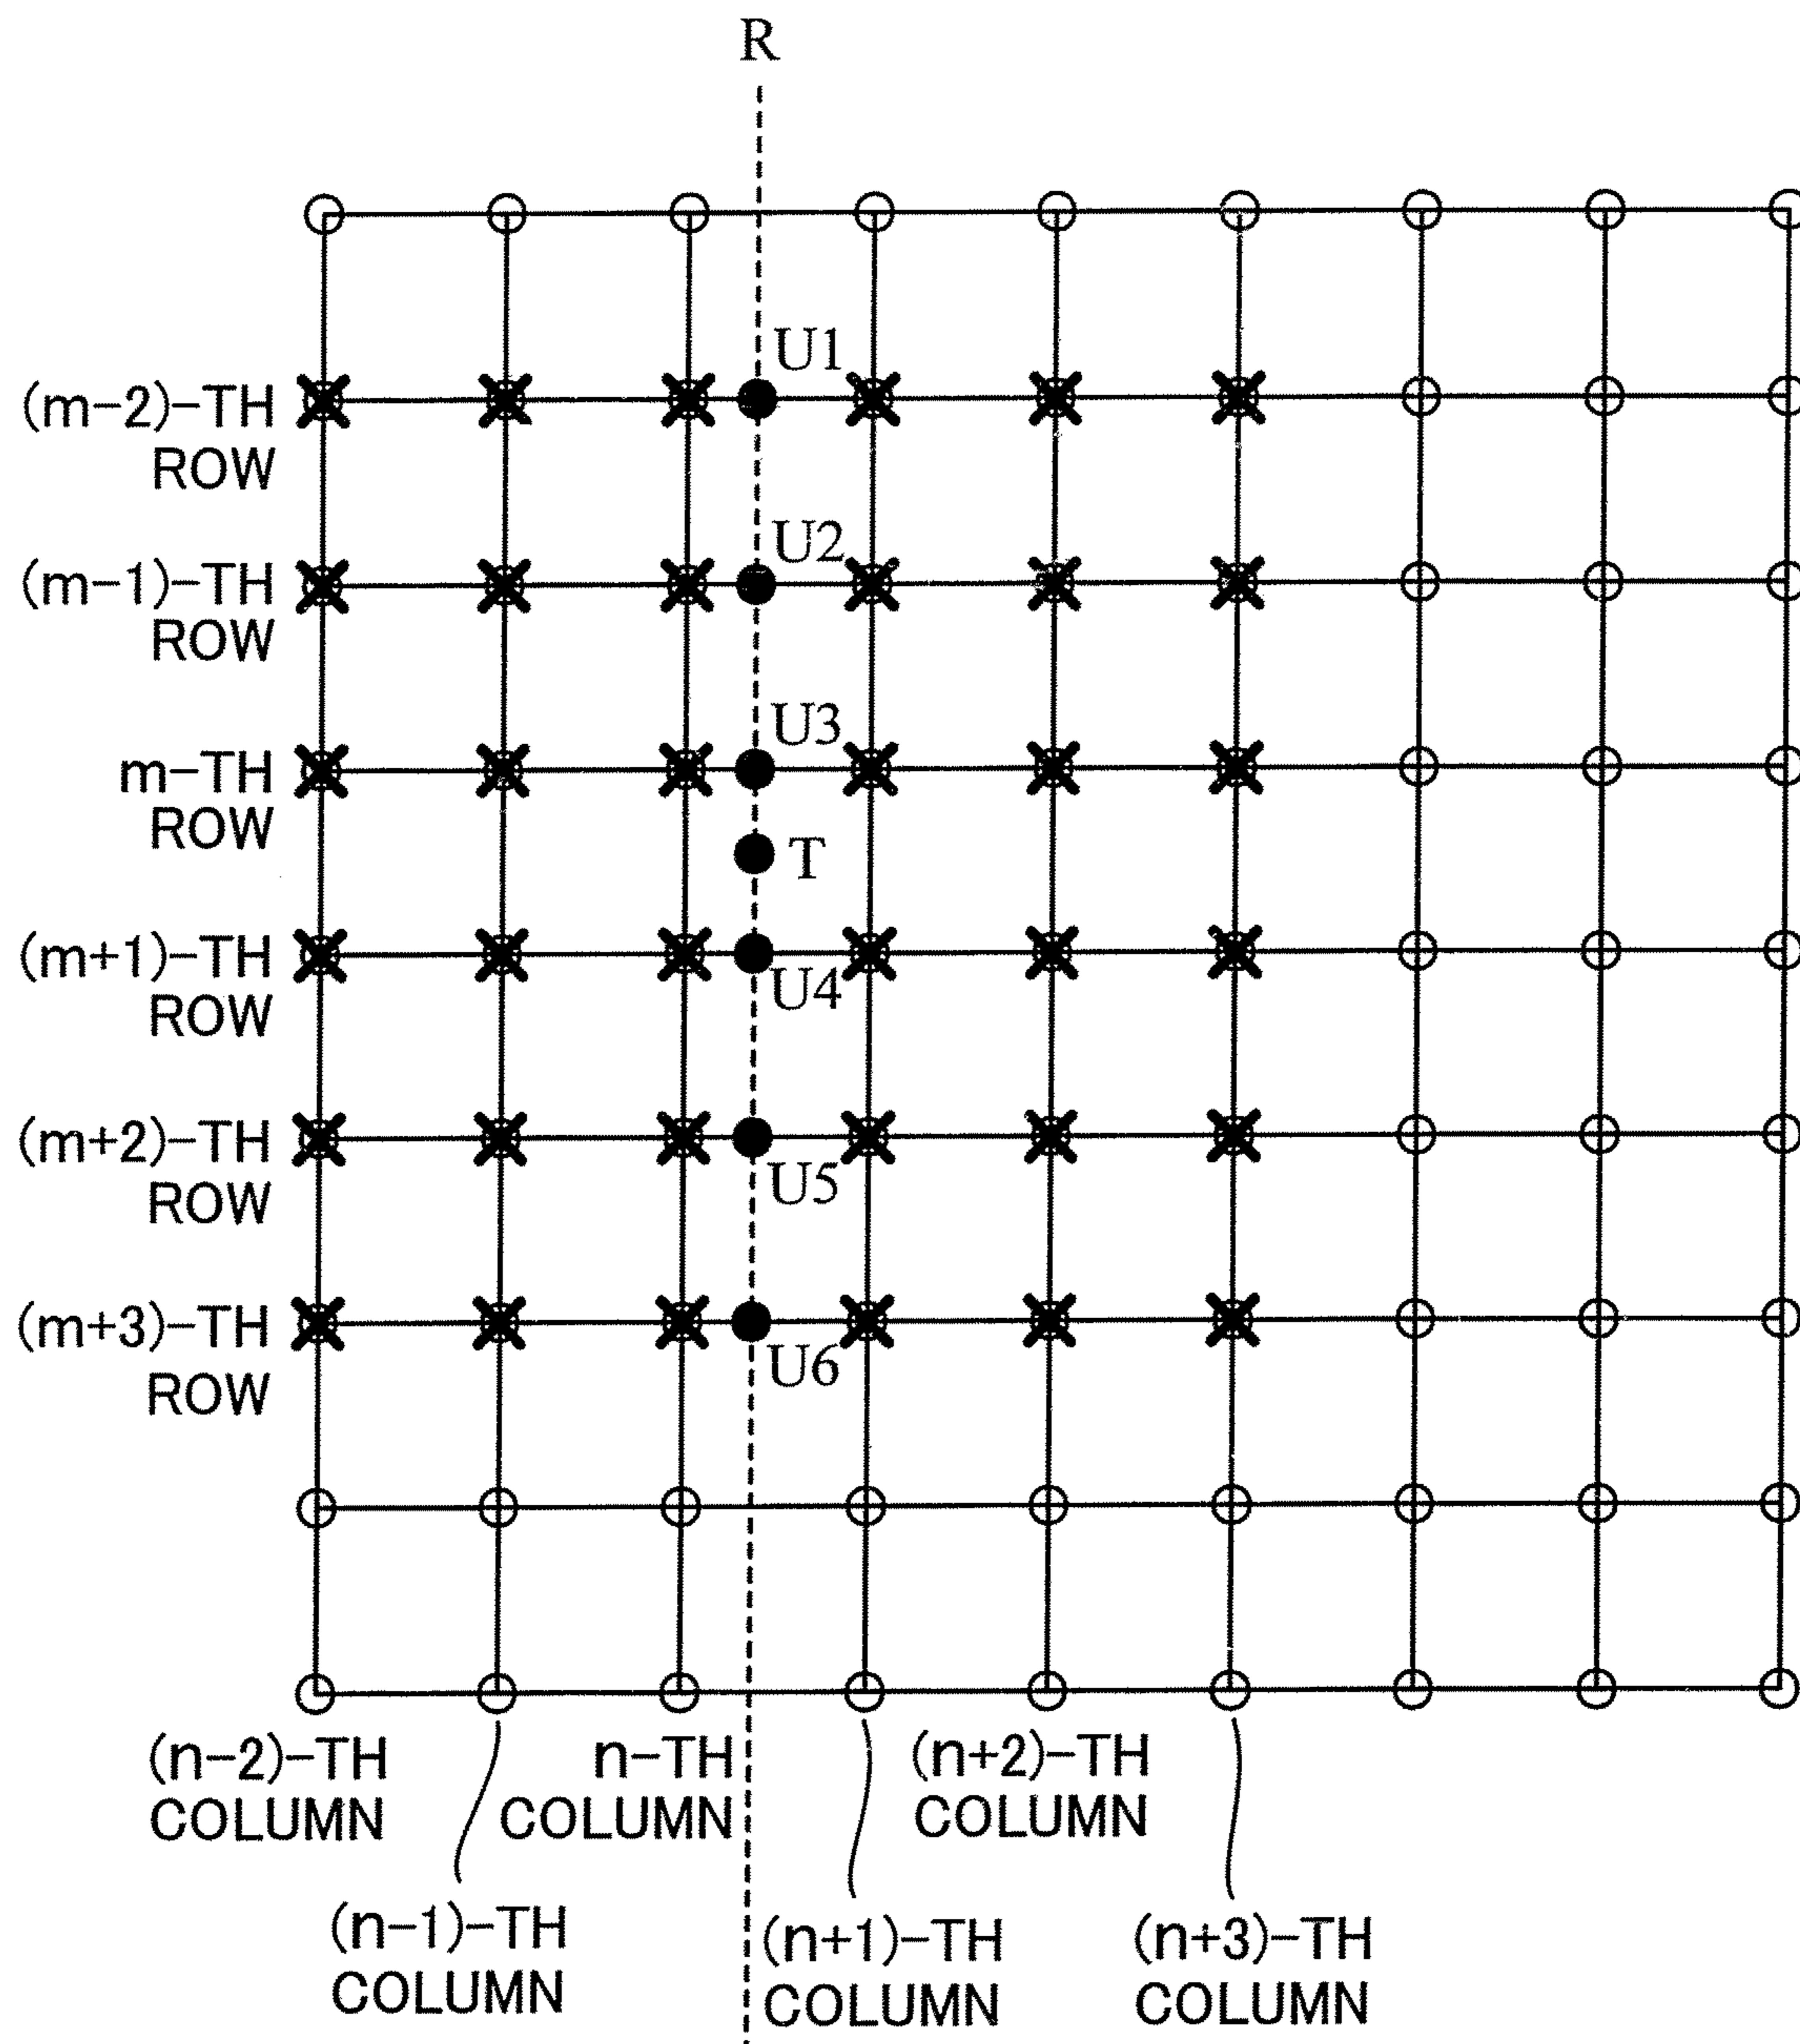 R
U1
(m-2)-TH
ROW
U2
(m-1)-TH
ROW
U3
m-TH
ROW
T
(m+1)-TH
ROW
U4
(m+2)-TH
ROW
U5
(m+3)-TH
ROW
U6
(n-2)-TH
COLUMN
n-TH
COLUMN
(n+2)-TH
COLUMN
(n-1)-TH
COLUMN
(n+1)-TH
COLUMN
(n+3)-TH
COLUMN